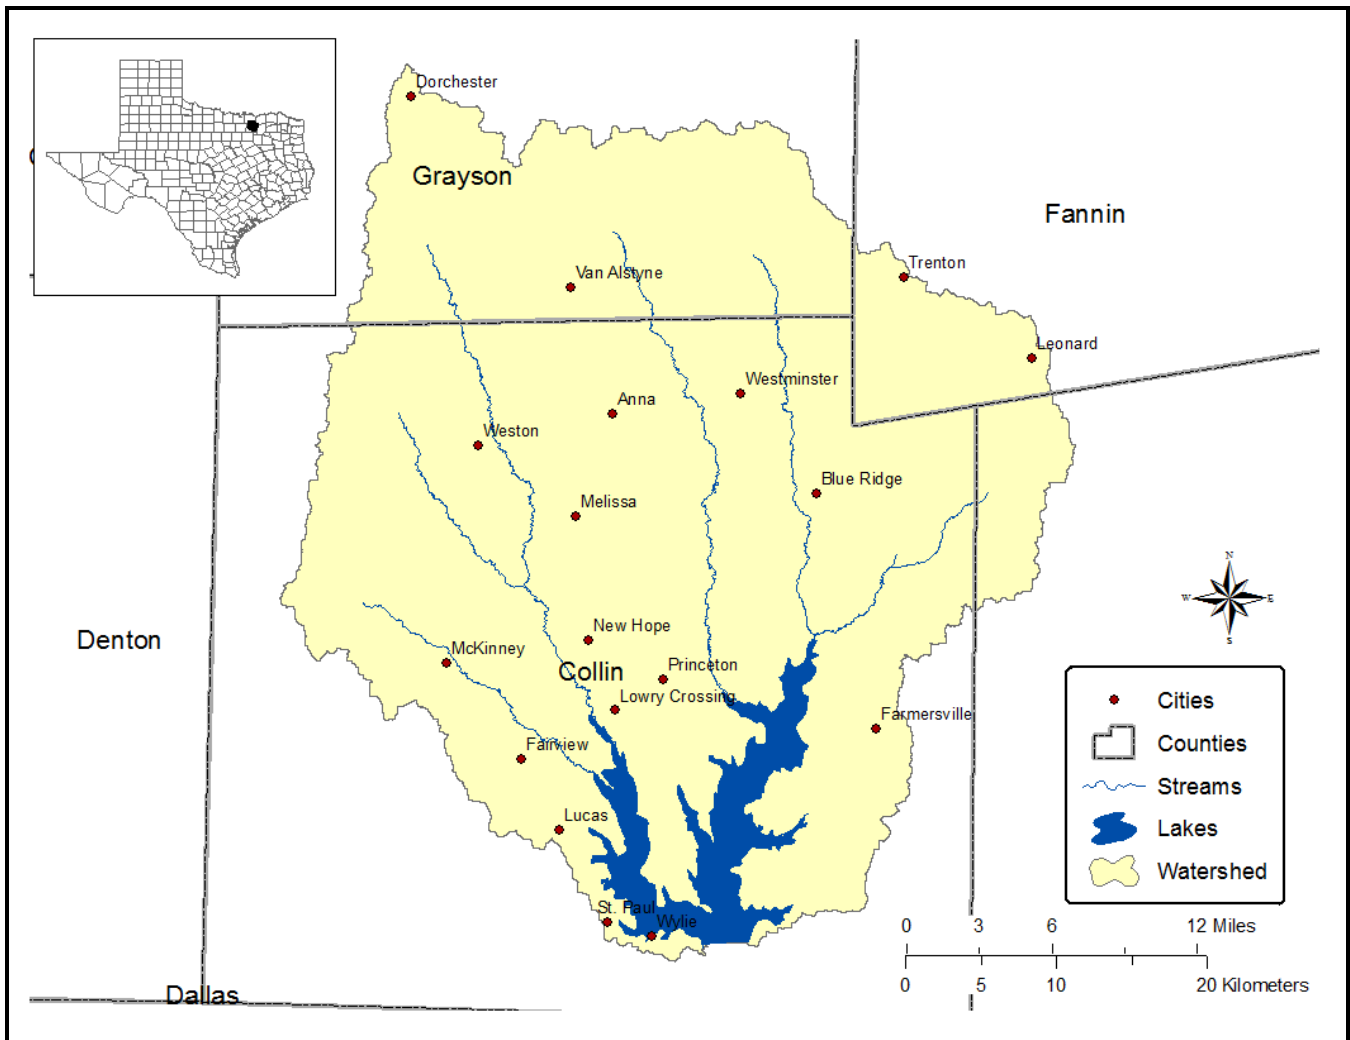 Dorchester
Grayson
Fannin
Trenton
Van Alstyne
Leonard
Westminster
Anna
Weston
Blue Ridge
Melissa
N
W
E
S
New Hope
Denton
McKinney
Princeton
Collin
Lowry Crossing
Farmersville
Fairview
Lucas
St. Paul
Wylie
Dallas
Cities
Counties
Streams
Lakes
Watershed
0 3 6 12 Miles
0 5 10 20 Kilometers